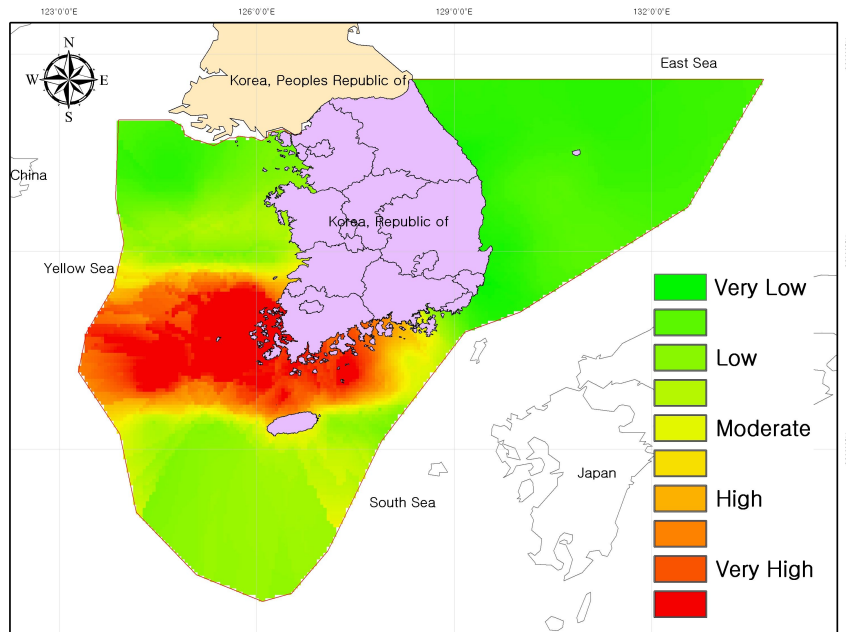 123°0'0"E
126°0'0"E
129°0'0"E
132°0'0"E
East Sea
N
W
E
S
Korea, Peoples Republic of
China
Korea, Republic of
Yellow Sea
Very Low
Low
Moderate
High
Very High
Japan
South Sea